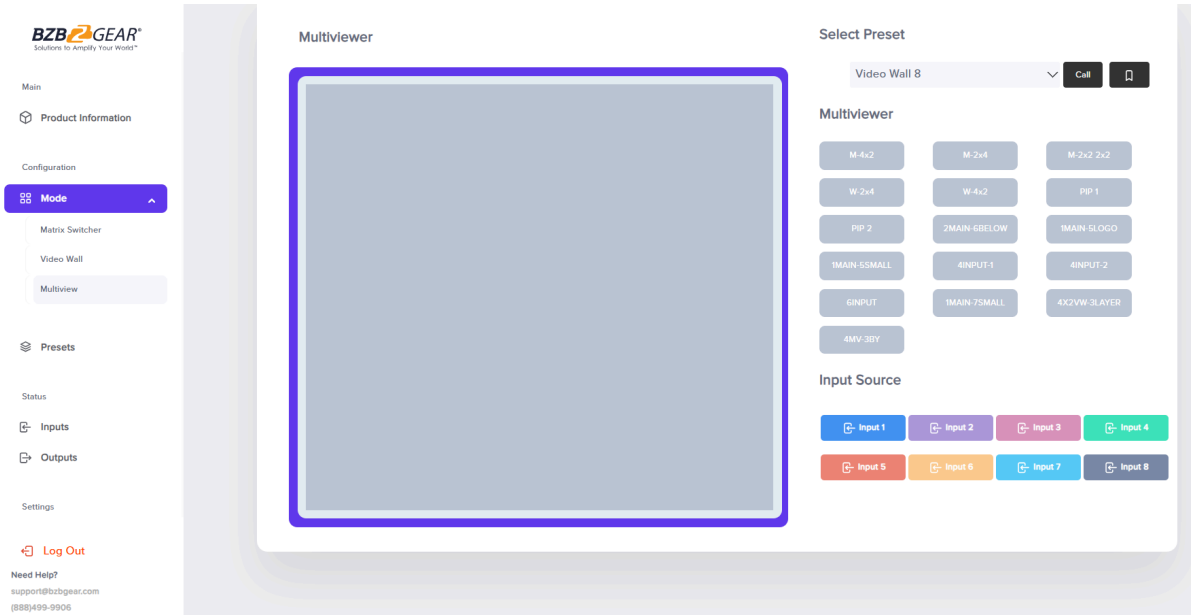 BZBGEAR®
Solutions to Amplify Your World™
Main
Product Information
Configuration
Mode
Matrix Switcher
Video Wall
Multiview
Presets
Status
Inputs
Outputs
Settings
Log Out
Need Help?
support@bzbgear.com
(888)499-9906
Multiviewer
Select Preset
Video Wall 8
Call
Multiviewer
M-4x2 M-2x4 M-2x2 2x2
W-2x4 W-4x2 PIP 1
PIP 2 2MAIN-6BELOW 1MAIN-5LOGO
1MAIN-5SMALL 4INPUT-1 4INPUT-2
6INPUT 1MAIN-7SMALL 4X2VW-3LAYER
4MV-3BY
Input Source
Input 1 Input 2 Input 3 Input 4
Input 5 Input 6 Input 7 Input 8